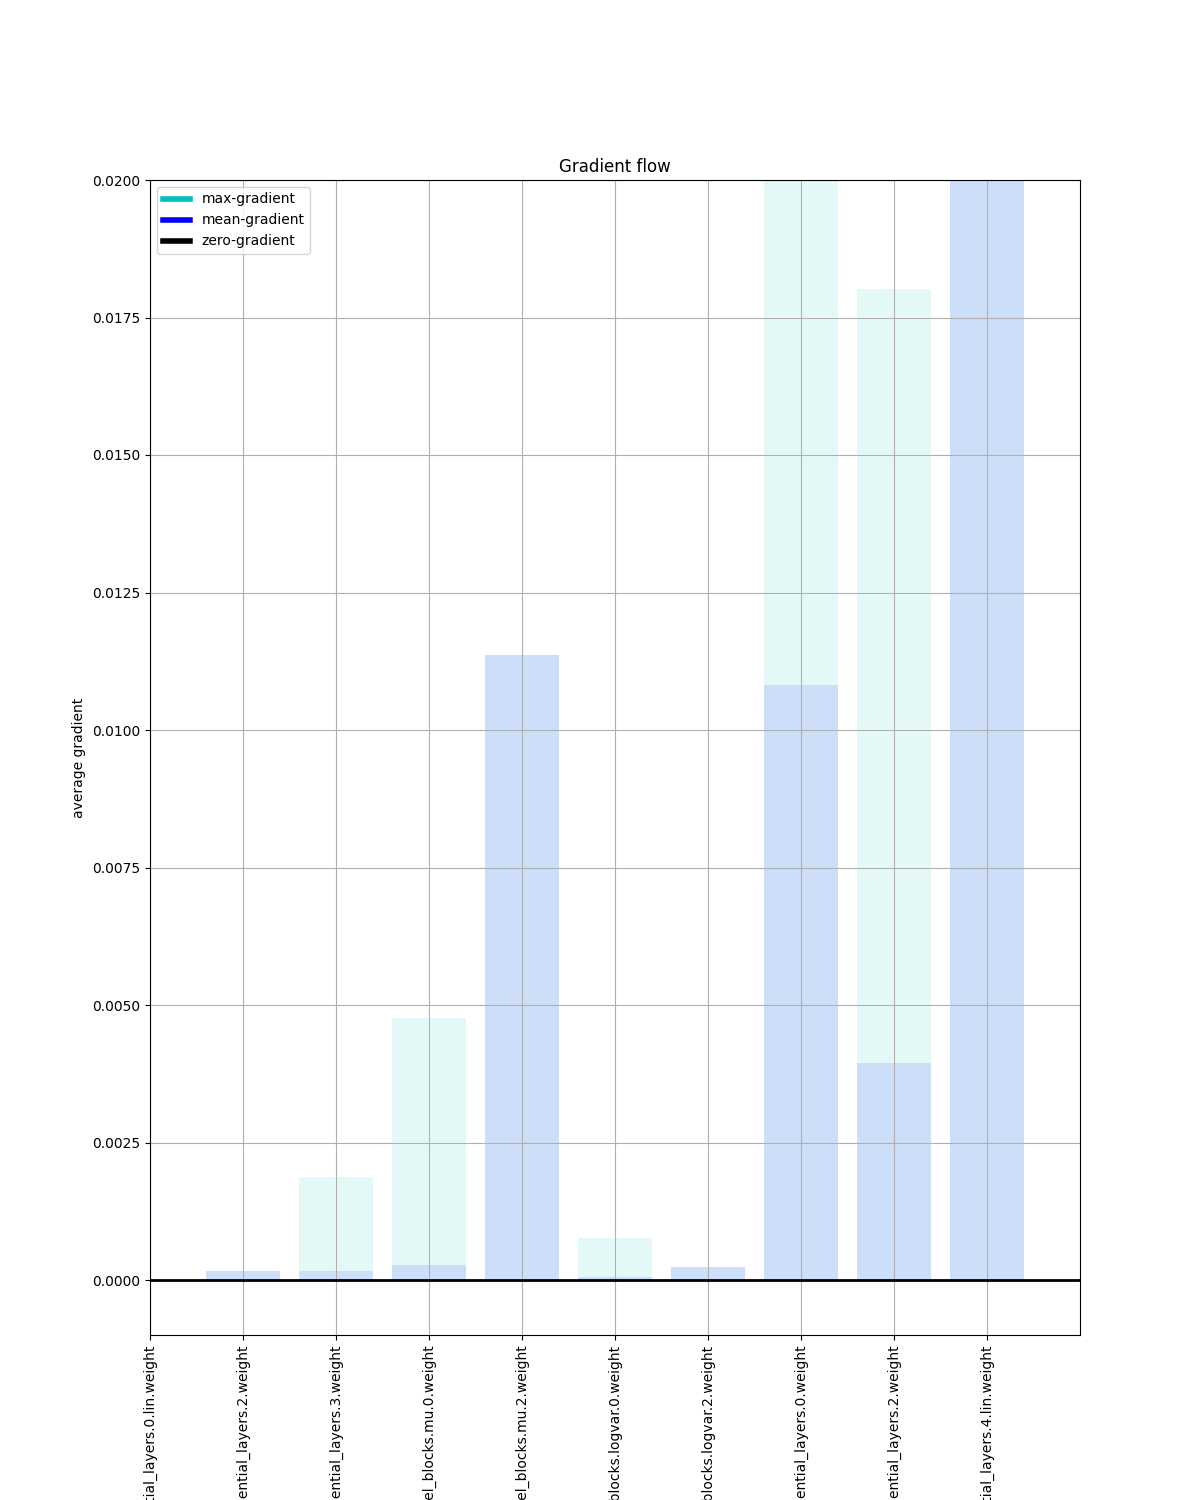 Gradient flow
max-gradient
mean-gradient
zero-gradient
0.0200
0.0175
0.0150
0.0125
0.0100
0.0075
0.0050
0.0025
0.0000
average gradient
tial_layers.0.lin.weight
ential_layers.2.weight
ential_layers.3.weight
el_blocks.mu.0.weight
el_blocks.mu.2.weight
blocks.logvar.0.weight
blocks.logvar.2.weight
ential_layers.0.weight
ential_layers.2.weight
tial_layers.4.lin.weight